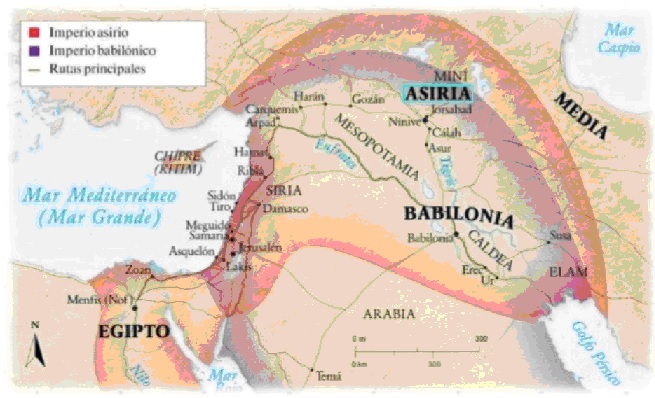 Imperio asirio
Imperio babilónico
Rutas principales
Mar
Caspio
MINÍ
ASIRIA
MEDIA
Harán
Gozán
Jorsabad
Carquemis
Arpad
Nínive
Cálah
MESOPOTAMIA
Asur
CHIPRE
(KITIM)
Hamat
Éufrates
Tigris
Ribla
Mar Mediterráneo
(Mar Grande)
Sidón
SIRIA
Tiro
Damasco
BABILONIA
Meguido
Samaria
Babilonia
CALDEA
Susa
Asquelón
Jerusalén
Zoan
Lakís
Erec
Ur
ELAM
Menfis (Nof)
EGIPTO
ARABIA
N
0 mi
300
0 km
300
Golfo Pérsico
Nilo
Mar
Rojo
Temá